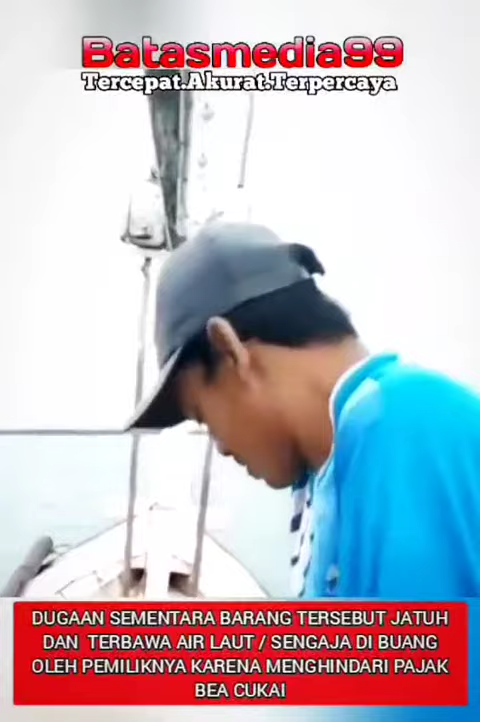 Batasmedia99
Tercepat.Akurat.Terpercaya
DUGAAN SEMENTARA BARANG TERSEBUT JATUH
DAN TERBAWA AIR LAUT / SENGAJA DI BUANG
OLEH PEMILIKNYA KARENA MENGHINDARI PAJAK
BEA CUKAI